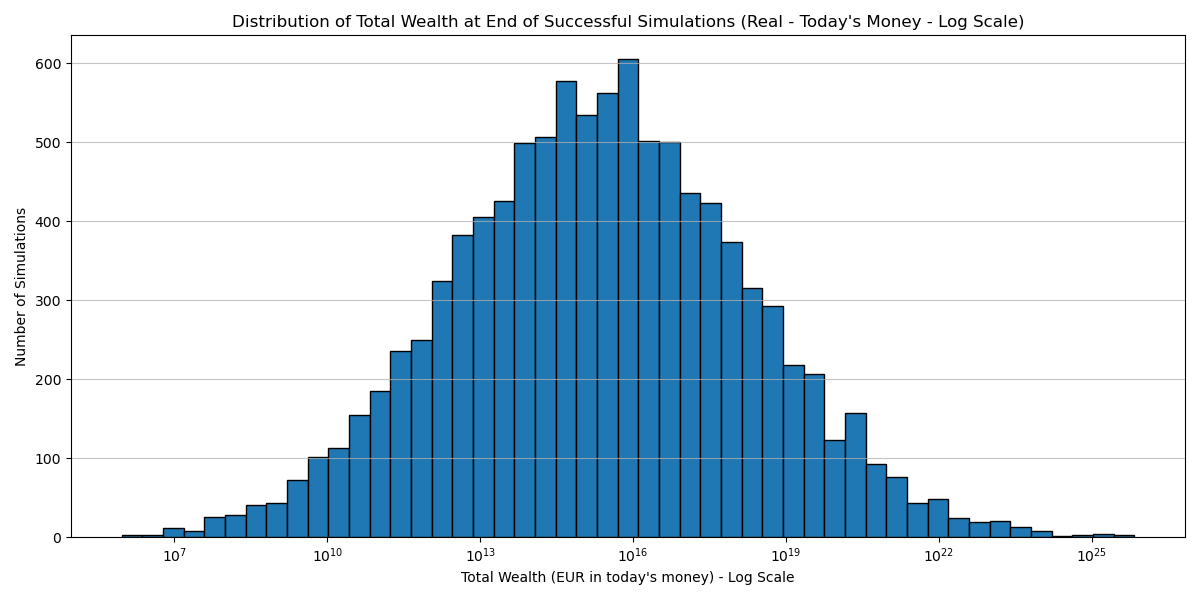 Distribution of Total Wealth at End of Successful Simulations (Real - Today's Money - Log Scale)
Number of Simulations
600
500
400
300
200
100
0
10^7 10^10 10^13 10^16 10^19 10^22 10^25
Total Wealth (EUR in today's money) - Log Scale